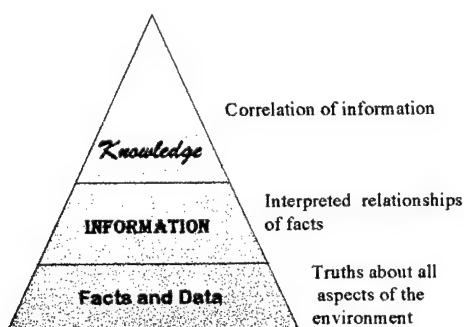 Correlation of information
Knowledge
Interpreted relationships
of facts
INFORMATION
Truths about all
aspects of the
environment
Facts and Data